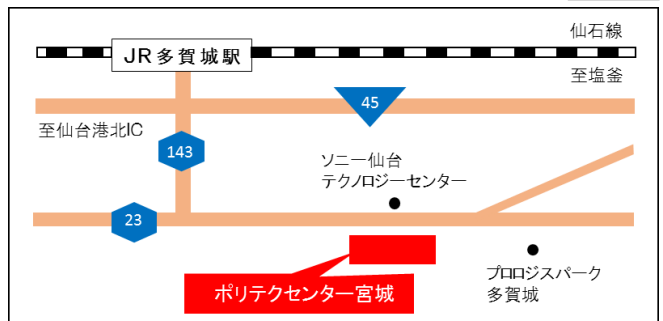 仙石線
JR多賀城駅
至塩釜
45
至仙台港北IC
143
ソニー仙台
テクノロジーセンター
23
プロロジスパーク
多賀城
ポリテクセンター宮城